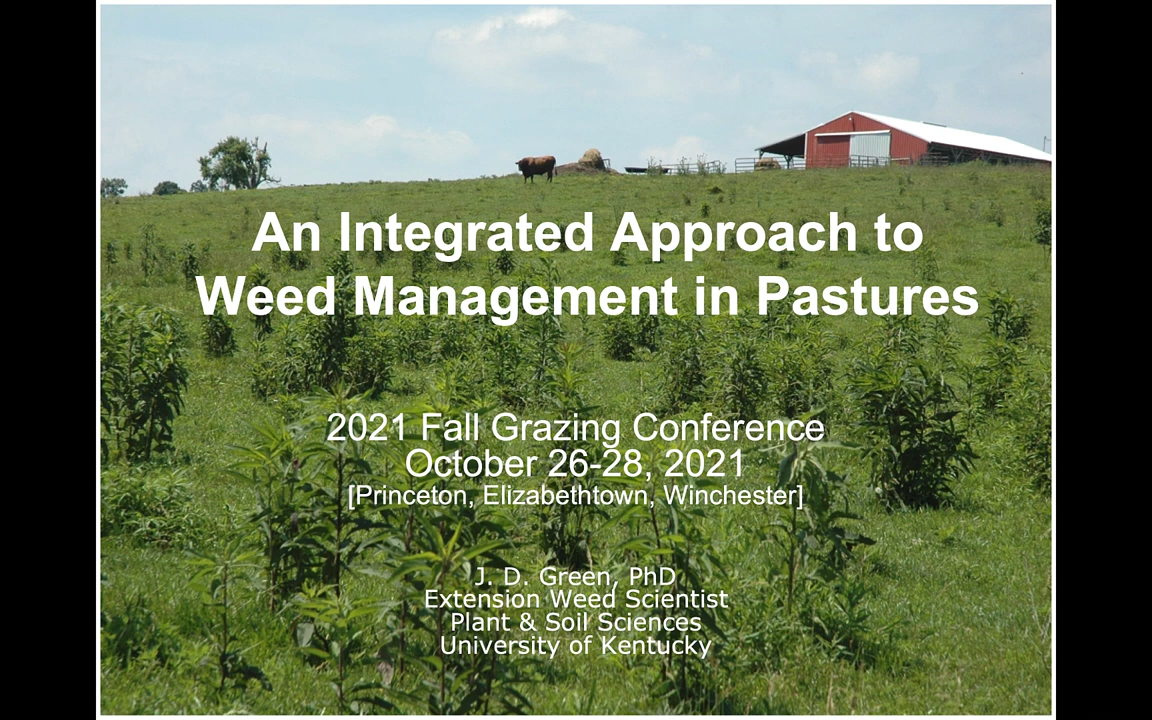 An Integrated Approach to
Weed Management in Pastures
2021 Fall Grazing Conference
October 26-28, 2021
[Princeton, Elizabethtown, Winchester]
J. D. Green, PhD
Extension Weed Scientist
Plant & Soil Sciences
University of Kentucky